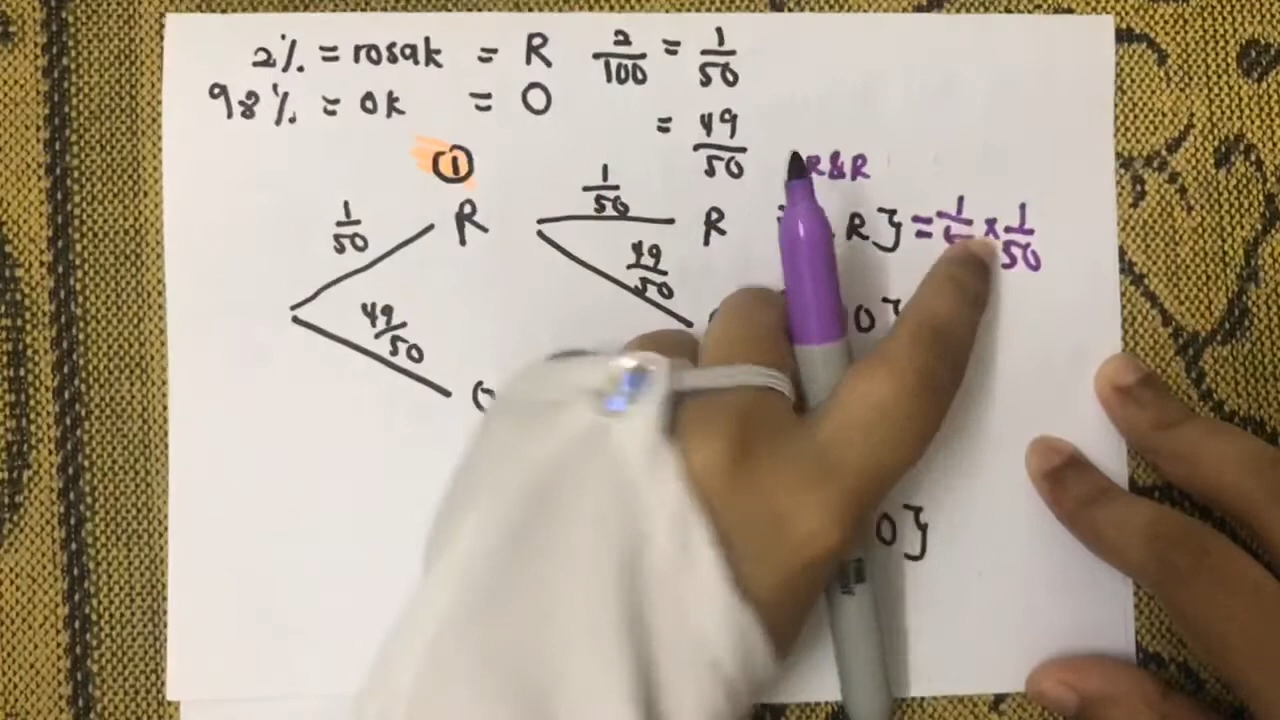 2% = rosak = R 2/100 = 1/50
98% = ok = O = 49/50
①
R&R
1/50 R 1/50 R R} = 1/ × 1/50
49/50
49/50 O}
O}